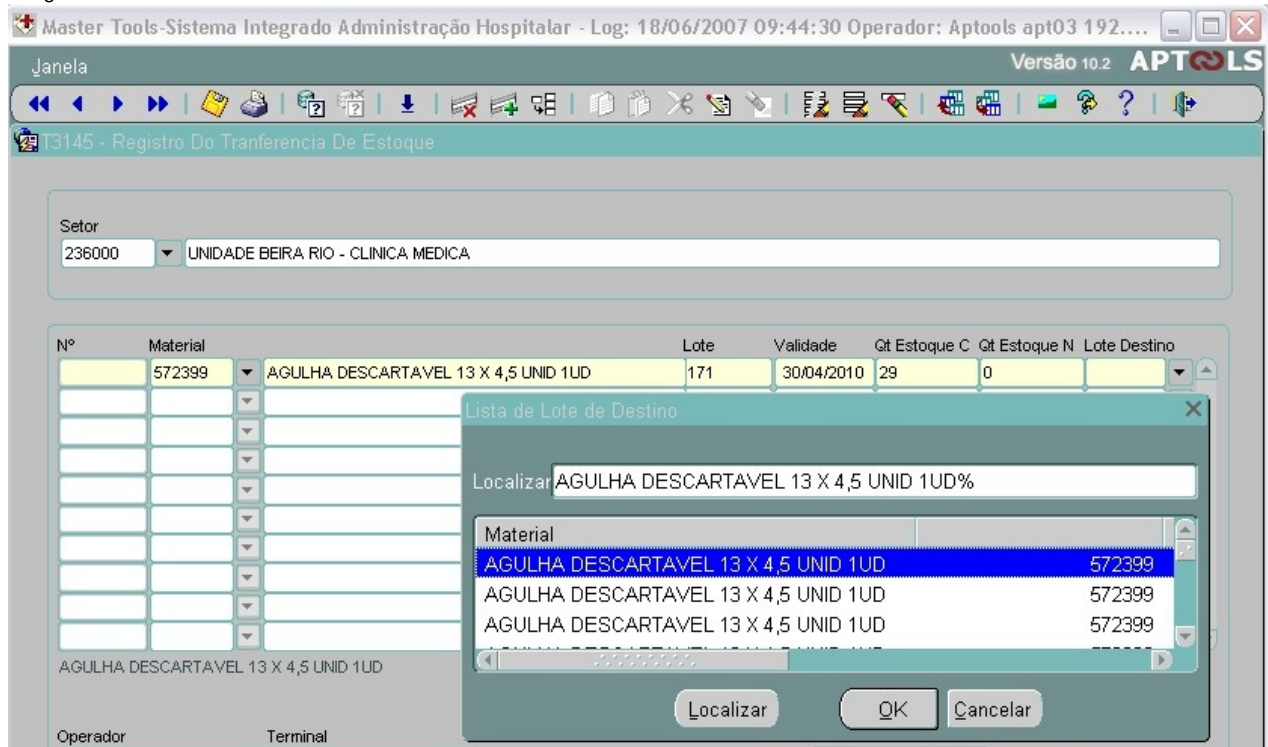 Master Tools-Sistema Integrado Administração Hospitalar - Log: 18/06/2007 09:44:30 Operador: Aptools apt03 192....
Janela
Versão 10.2 APTOOLS
T3145 - Registro Do Tranferencia De Estoque
Setor
236000 UNIDADE BEIRA RIO - CLINICA MEDICA
Nº Material Lote Validade Qt Estoque C Qt Estoque N Lote Destino
572399 AGULHA DESCARTAVEL 13 X 4,5 UNID 1UD 171 30/04/2010 29 0
Lista de Lote de Destino
Localizar AGULHA DESCARTAVEL 13 X 4,5 UNID 1UD%
Material
AGULHA DESCARTAVEL 13 X 4,5 UNID 1UD 572399
AGULHA DESCARTAVEL 13 X 4,5 UNID 1UD 572399
AGULHA DESCARTAVEL 13 X 4,5 UNID 1UD 572399
AGULHA DESCARTAVEL 13 X 4,5 UNID 1UD
Localizar OK Cancelar
Operador Terminal